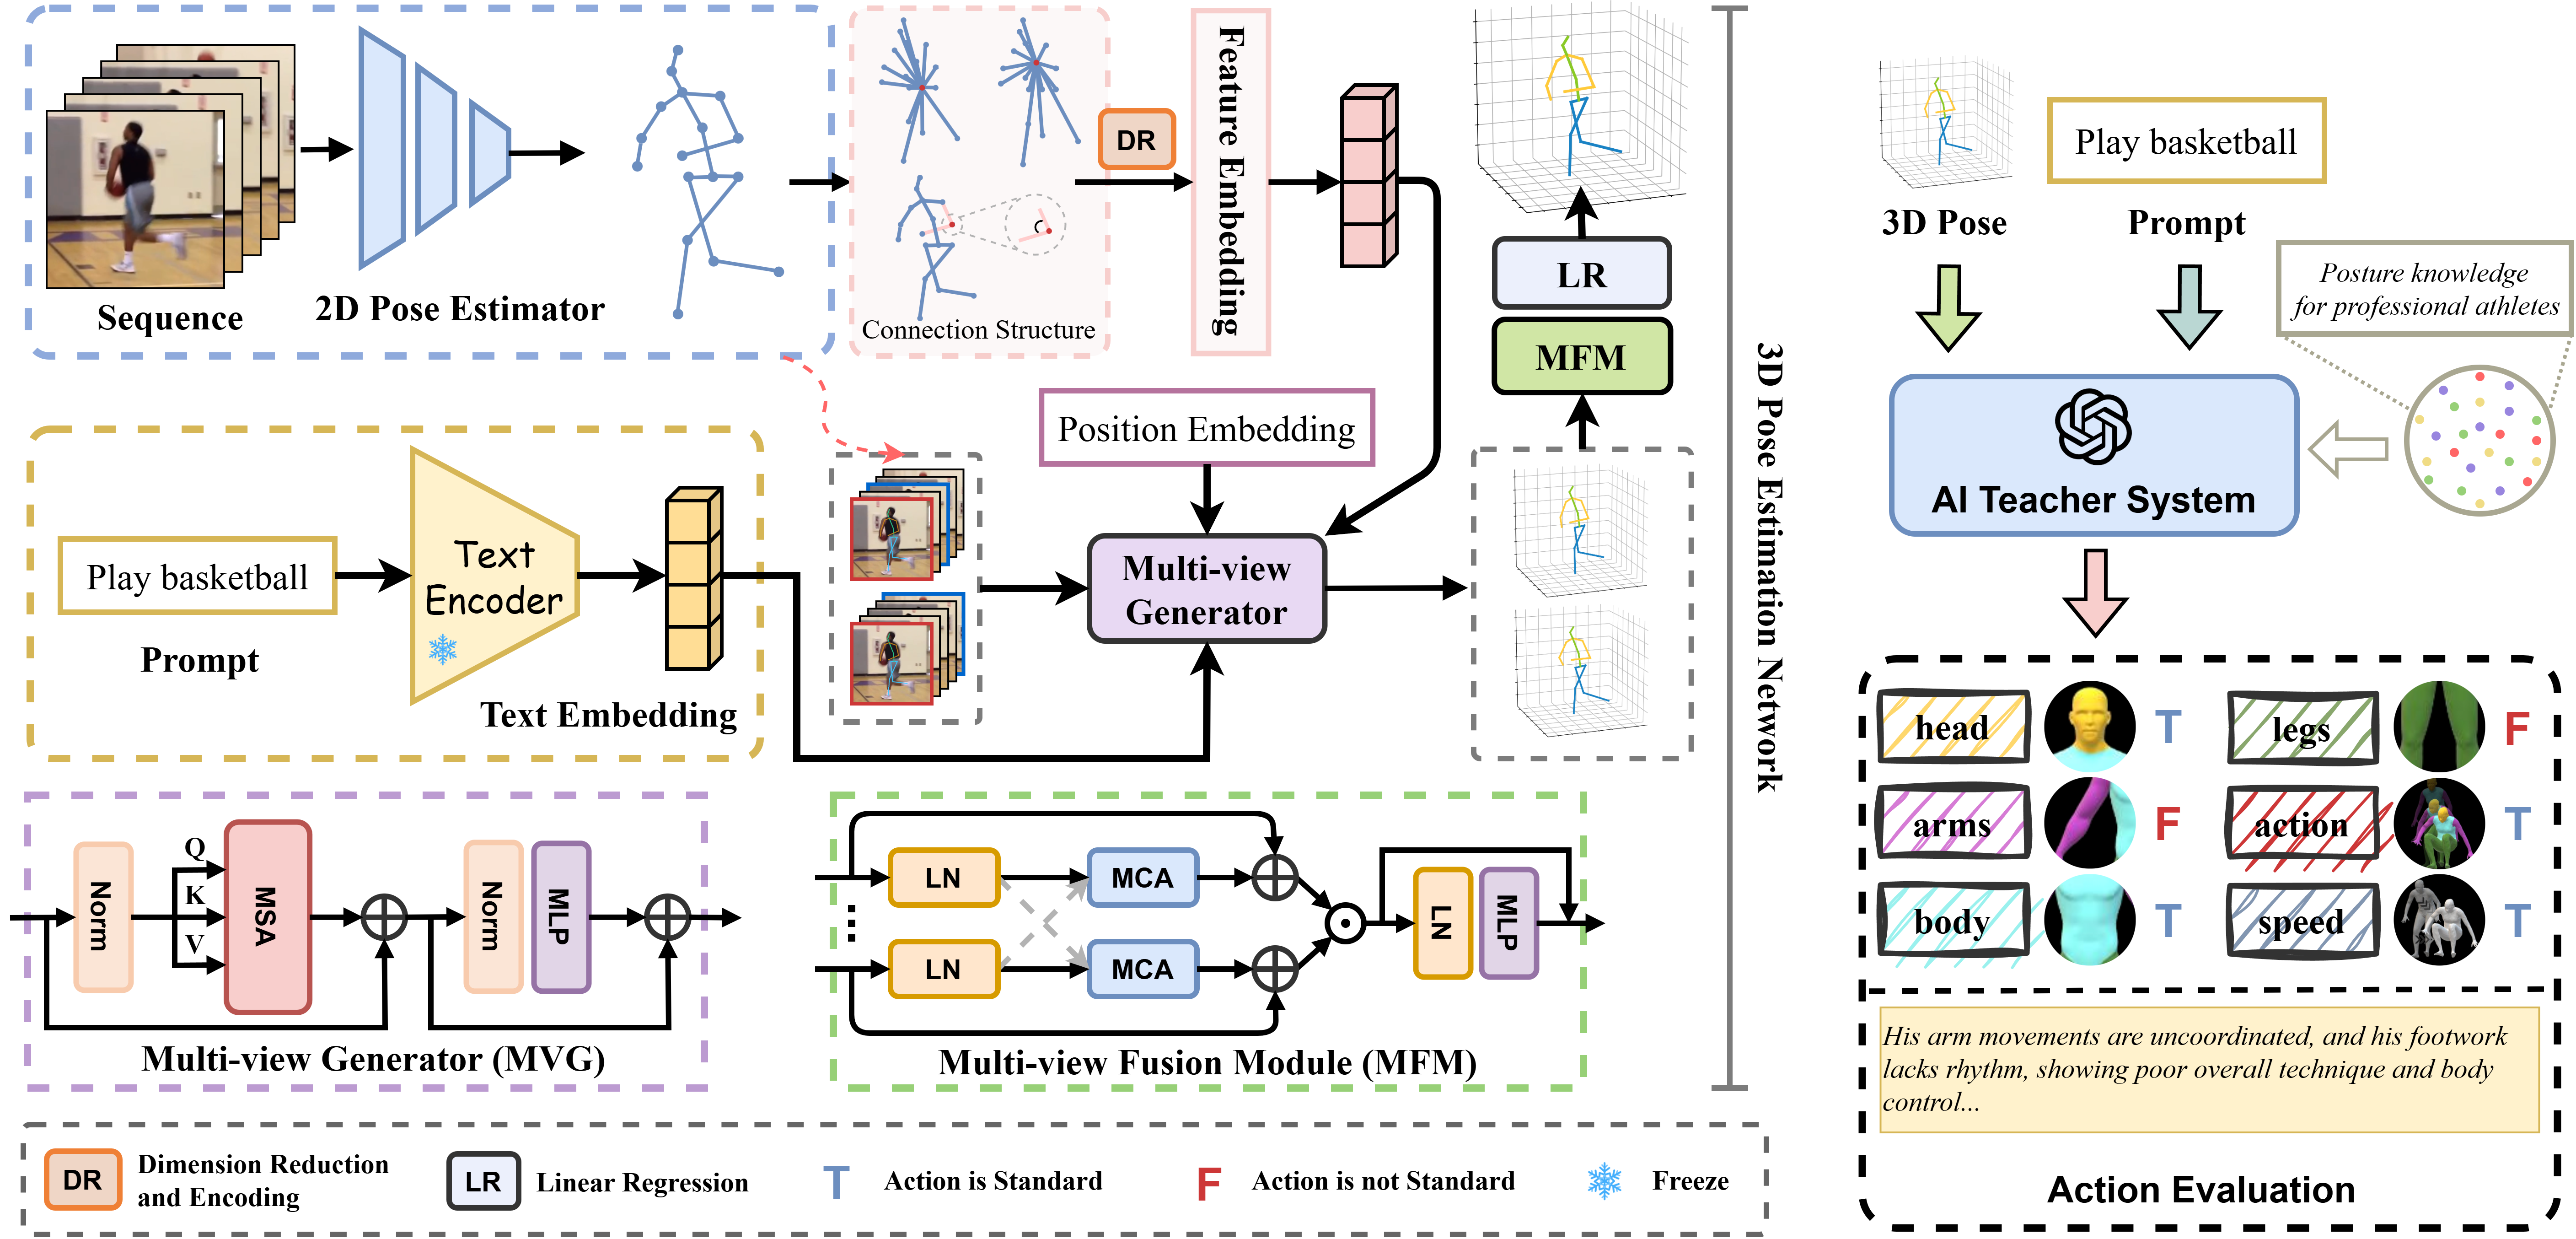 Sequence
2D Pose Estimator
Connection Structure
DR
Feature Embedding
LR
MFM
3D Pose Estimation Network
Position Embedding
Play basketball
Prompt
Text
Encoder
Text Embedding
Multi-view
Generator
Norm
Q
K
V
MSA
Norm
MLP
Multi-view Generator (MVG)
LN
MCA
LN
MCA
LN
MLP
Multi-view Fusion Module (MFM)
DR
Dimension Reduction
and Encoding
LR
Linear Regression
T
Action is Standard
F
Action is not Standard
Freeze
3D Pose
Play basketball
Prompt
Posture knowledge
for professional athletes
AI Teacher System
head
T
legs
F
arms
F
action
T
body
T
speed
T
His arm movements are uncoordinated, and his footwork
lacks rhythm, showing poor overall technique and body
control...
Action Evaluation